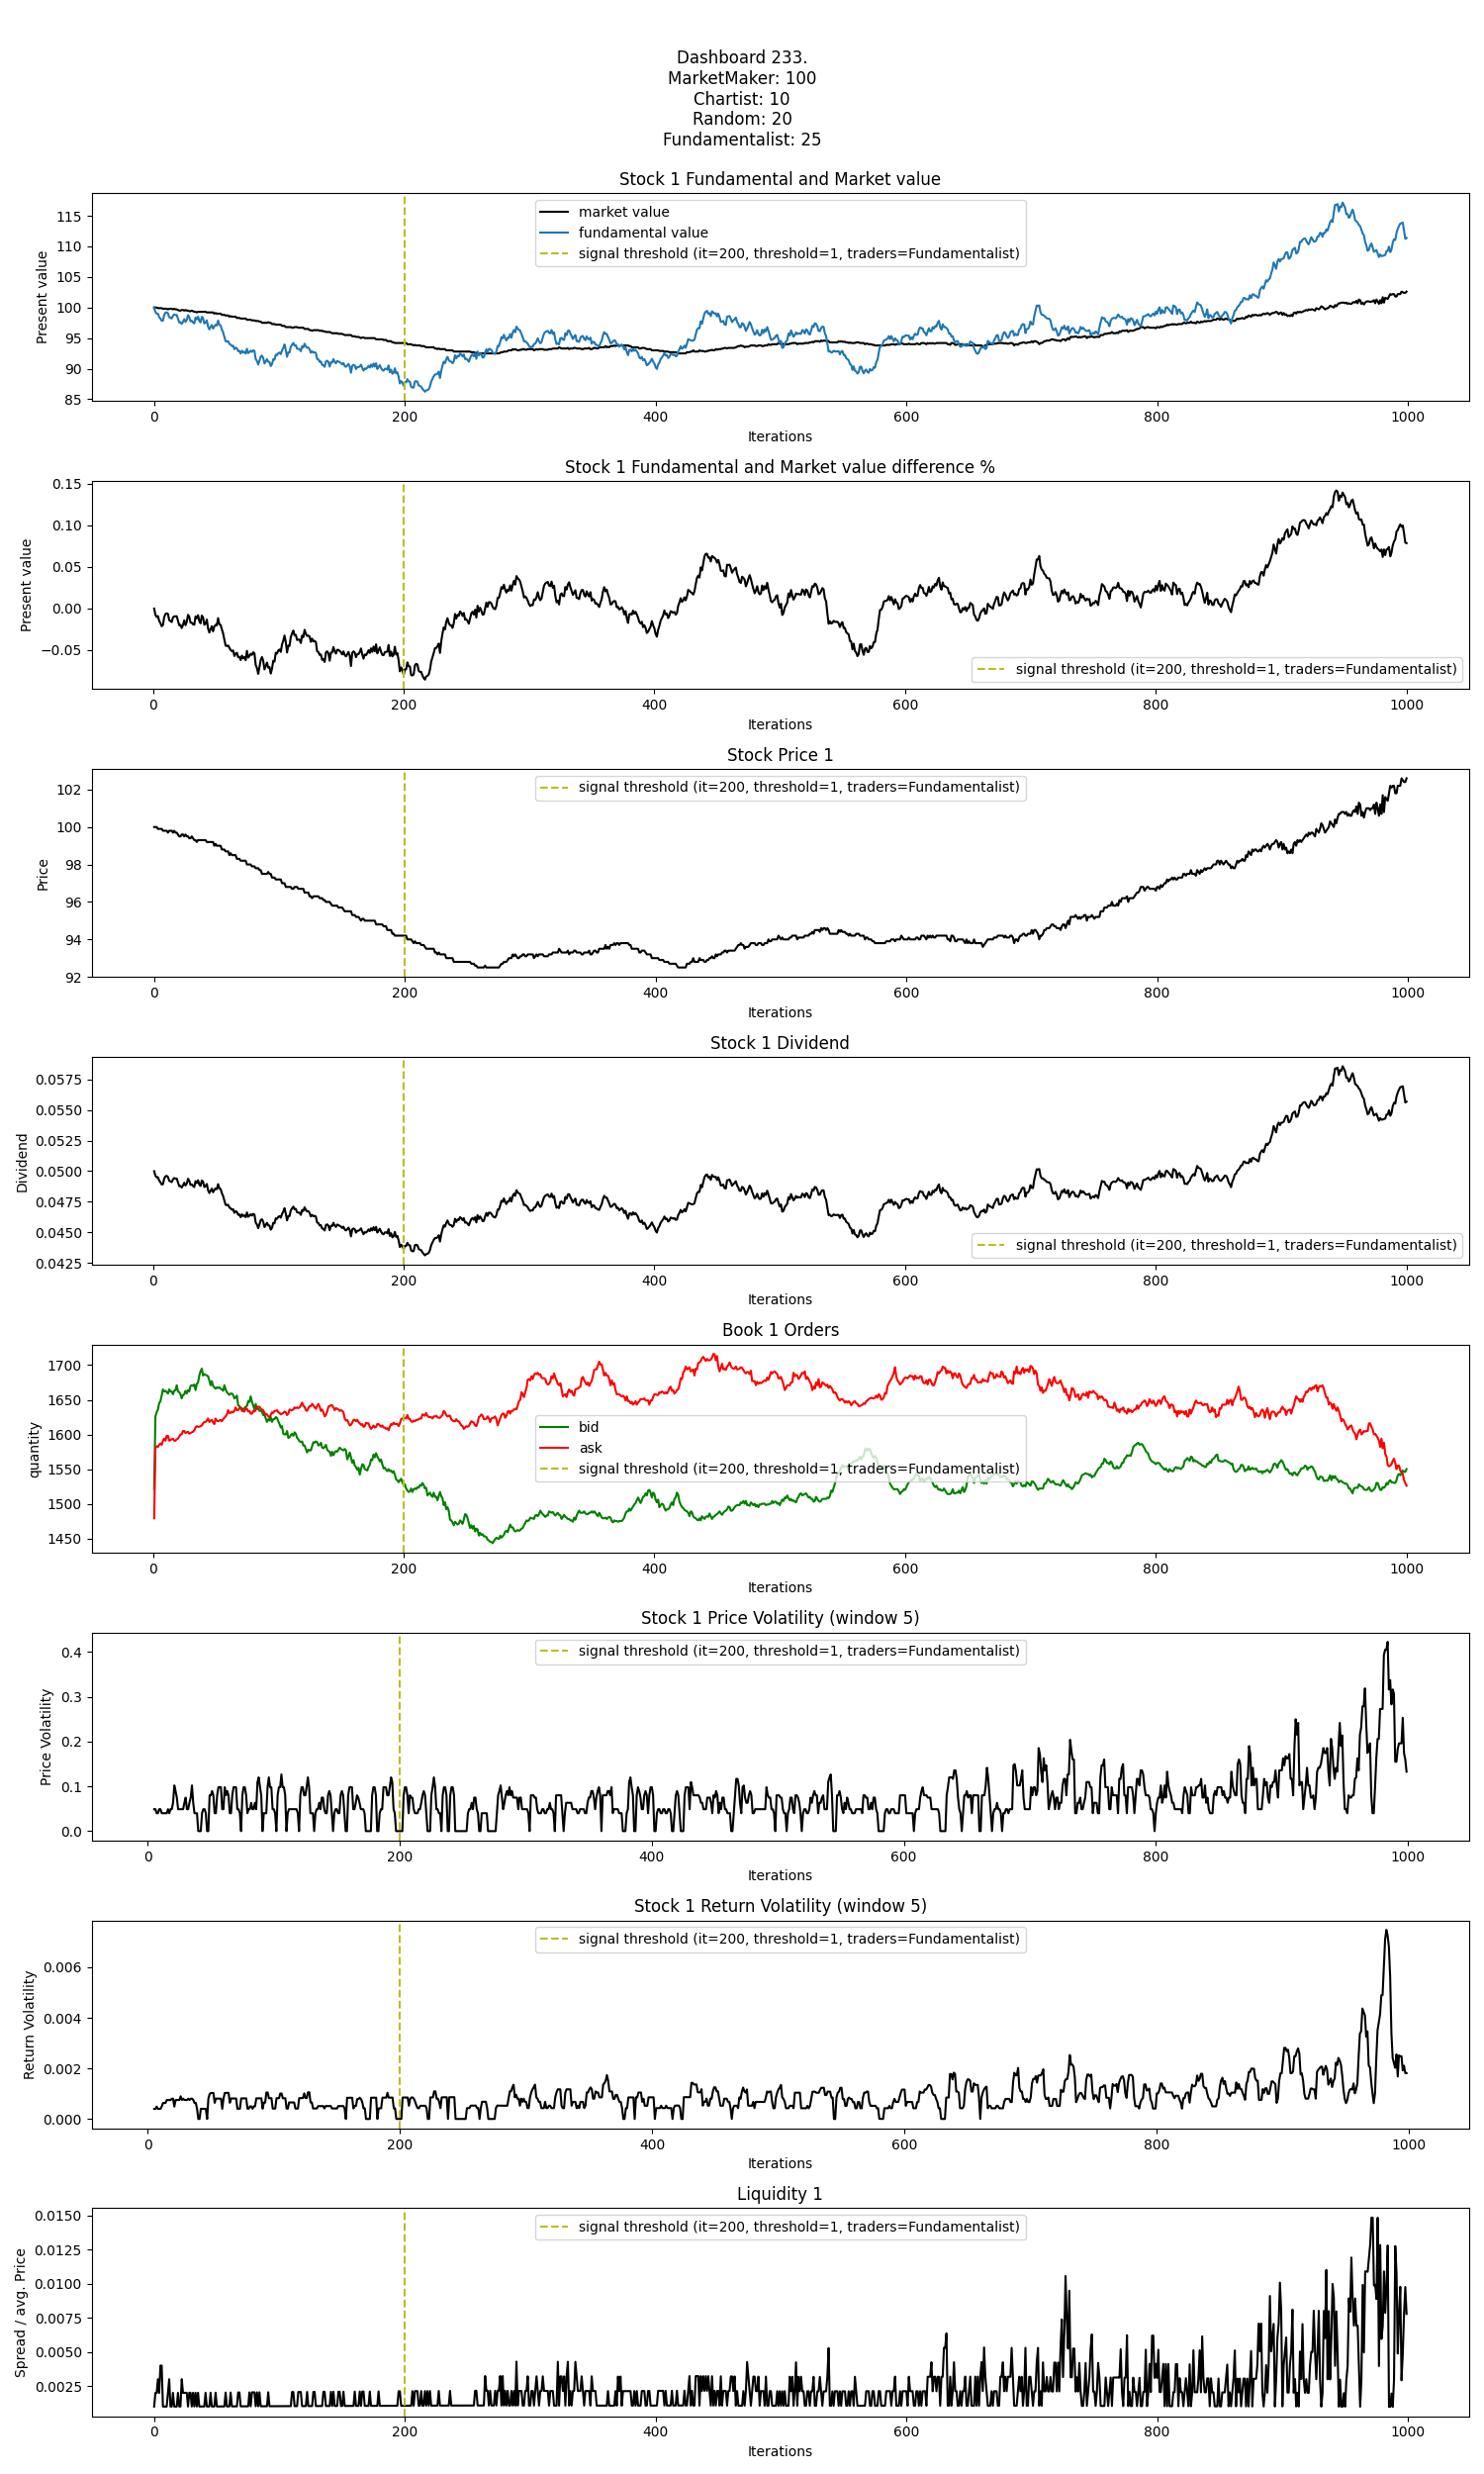 Dashboard 233.
MarketMaker: 100
Chartist: 10
Random: 20
Fundamentalist: 25
Stock 1 Fundamental and Market value
market value
fundamental value
signal threshold (it=200, threshold=1, traders=Fundamentalist)
Present value
115
110
105
100
95
90
85
0 200 400 600 800 1000
Iterations
Stock 1 Fundamental and Market value difference %
Present value
0.15
0.10
0.05
0.00
−0.05
signal threshold (it=200, threshold=1, traders=Fundamentalist)
0 200 400 600 800 1000
Iterations
Stock Price 1
signal threshold (it=200, threshold=1, traders=Fundamentalist)
Price
102
100
98
96
94
92
0 200 400 600 800 1000
Iterations
Stock 1 Dividend
Dividend
0.0575
0.0550
0.0525
0.0500
0.0475
0.0450
0.0425
signal threshold (it=200, threshold=1, traders=Fundamentalist)
0 200 400 600 800 1000
Iterations
Book 1 Orders
quantity
1700
1650
1600
1550
1500
1450
bid
ask
signal threshold (it=200, threshold=1, traders=Fundamentalist)
0 200 400 600 800 1000
Iterations
Stock 1 Price Volatility (window 5)
signal threshold (it=200, threshold=1, traders=Fundamentalist)
Price Volatility
0.4
0.3
0.2
0.1
0.0
0 200 400 600 800 1000
Iterations
Stock 1 Return Volatility (window 5)
signal threshold (it=200, threshold=1, traders=Fundamentalist)
Return Volatility
0.006
0.004
0.002
0.000
0 200 400 600 800 1000
Iterations
Liquidity 1
signal threshold (it=200, threshold=1, traders=Fundamentalist)
Spread / avg. Price
0.0150
0.0125
0.0100
0.0075
0.0050
0.0025
0 200 400 600 800 1000
Iterations